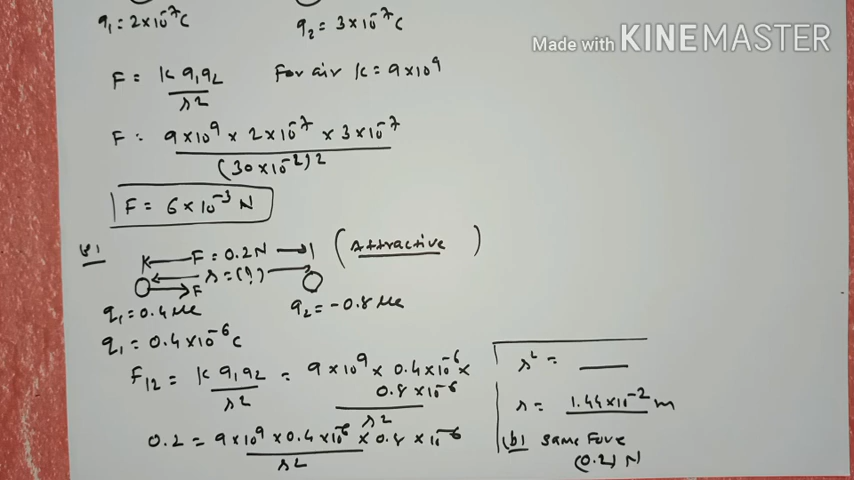 q₁ = 2×10⁻⁷C
q₂ = 3×10⁻⁷C
Made with KINEMASTER
F = K q₁q₂ / r²
For air K = 9×10⁹
F = 9×10⁹ × 2×10⁻⁷ × 3×10⁻⁷ / (30×10⁻²)²
F = 6×10⁻³ N
F = 0.2N (Attractive)
r = (?)
F
q₁ = 0.4 μc
q₂ = -0.8 μc
q₁ = 0.4×10⁻⁶C
F₁₂ = K q₁q₂ / r² = 9×10⁹ × 0.4×10⁻⁶ ×
0.8×10⁻⁶ / r²
0.2 = 9×10⁹ × 0.4×10⁻⁶ × 0.8×10⁻⁶ / r²
r² = ___
r = 1.44×10⁻² m
(b) Same Force
(0.2) N